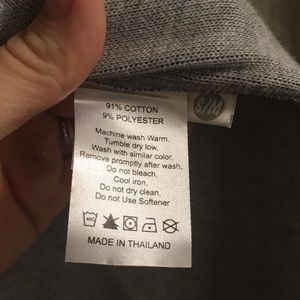 91% COTTON
9% POLYESTER
Machine wash Warm,
Tumble dry low,
Wash with similar color.
Remove promptly after wash,
Do not bleach,
Cool iron,
Do not dry clean,
Do not Use Softener
40C
MADE IN THAILAND
S/M